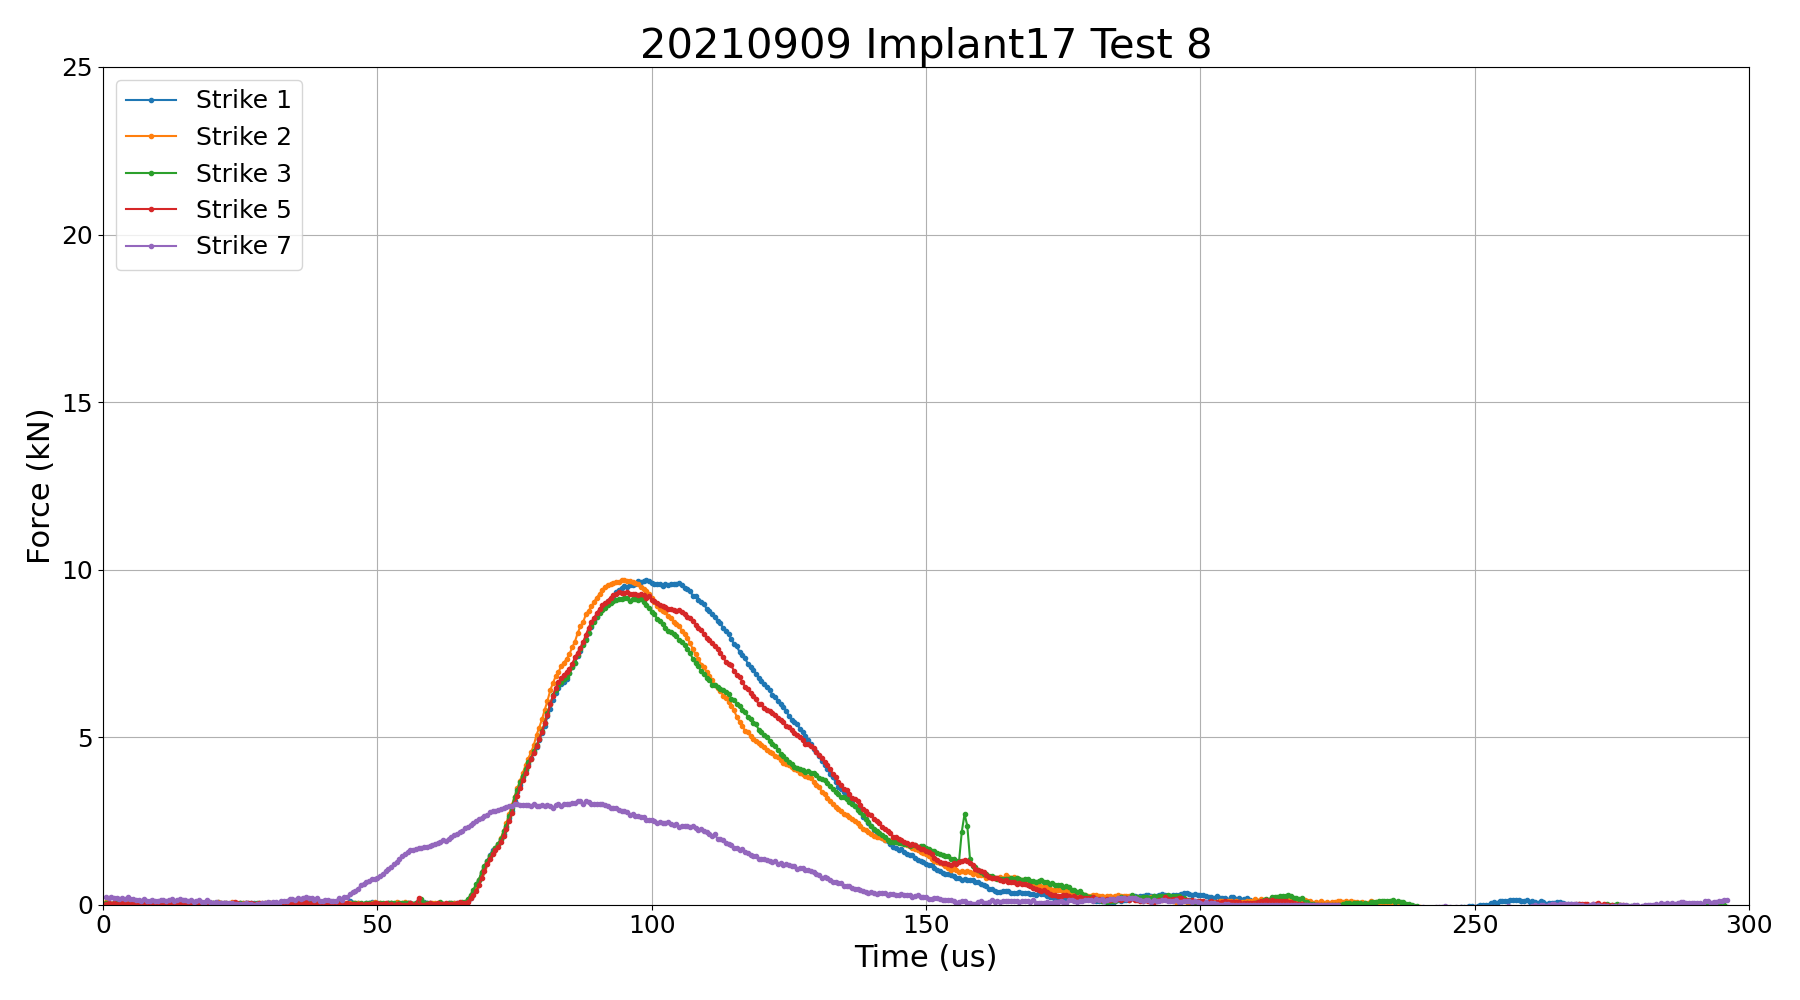 20210909 Implant17 Test 8
25
20
15
10
5
0
Force (kN)
Strike 1
Strike 2
Strike 3
Strike 5
Strike 7
0 50 100 150 200 250 300
Time (us)